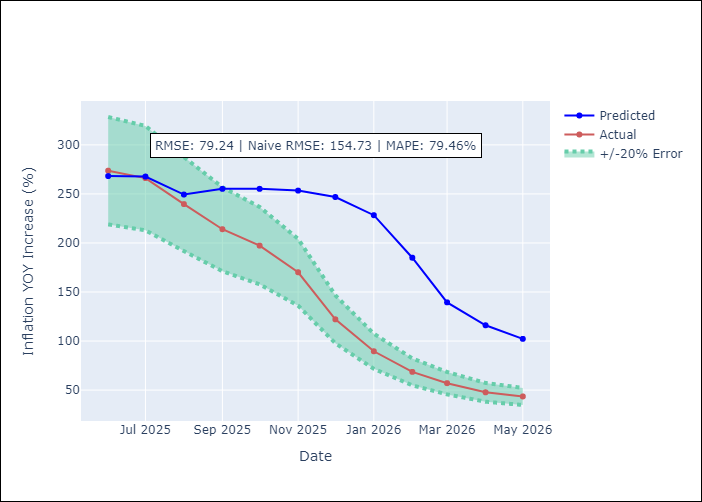 RMSE: 79.24 | Naive RMSE: 154.73 | MAPE: 79.46%
Predicted
Actual
+/-20% Error
Inflation YOY Increase (%)
300
250
200
150
100
50
Jul 2025
Sep 2025
Nov 2025
Jan 2026
Mar 2026
May 2026
Date